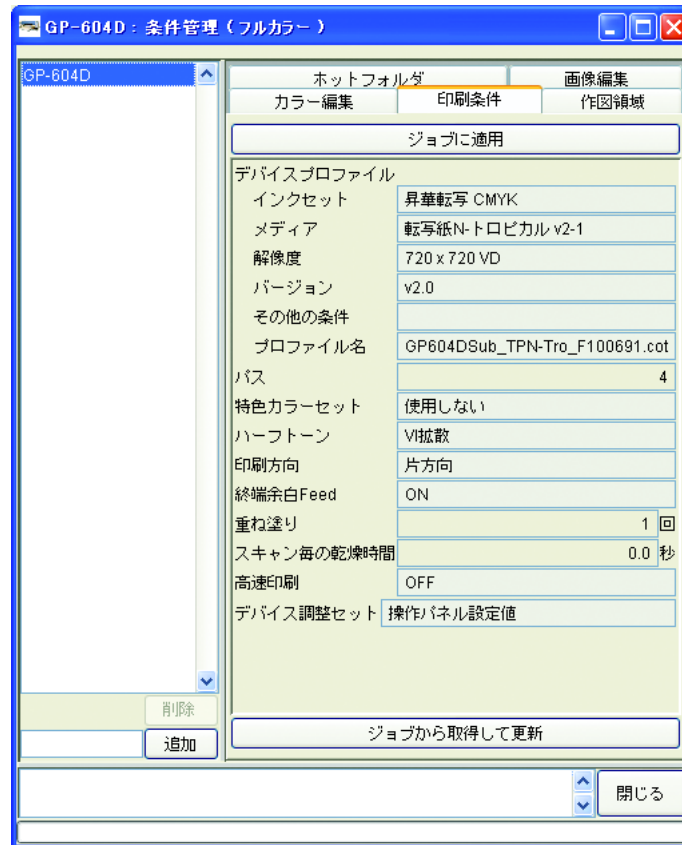 GP-604D : 条件管理 ( フルカラー )
GP-604D
ホットフォルダ 画像編集
カラー編集 印刷条件 作図領域
ジョブに適用
デバイスプロファイル
インクセット 昇華転写 CMYK
メディア 転写紙N-トロピカル v2-1
解像度 720 x 720 VD
バージョン v2.0
その他の条件
プロファイル名 GP604DSub_TPN-Tro_F100691.cot
パス 4
特色カラーセット 使用しない
ハーフトーン VI拡散
印刷方向 片方向
終端余白Feed ON
重ね塗り 1 回
スキャン毎の乾燥時間 0.0 秒
高速印刷 OFF
デバイス調整セット 操作パネル設定値
削除
追加
ジョブから取得して更新
閉じる